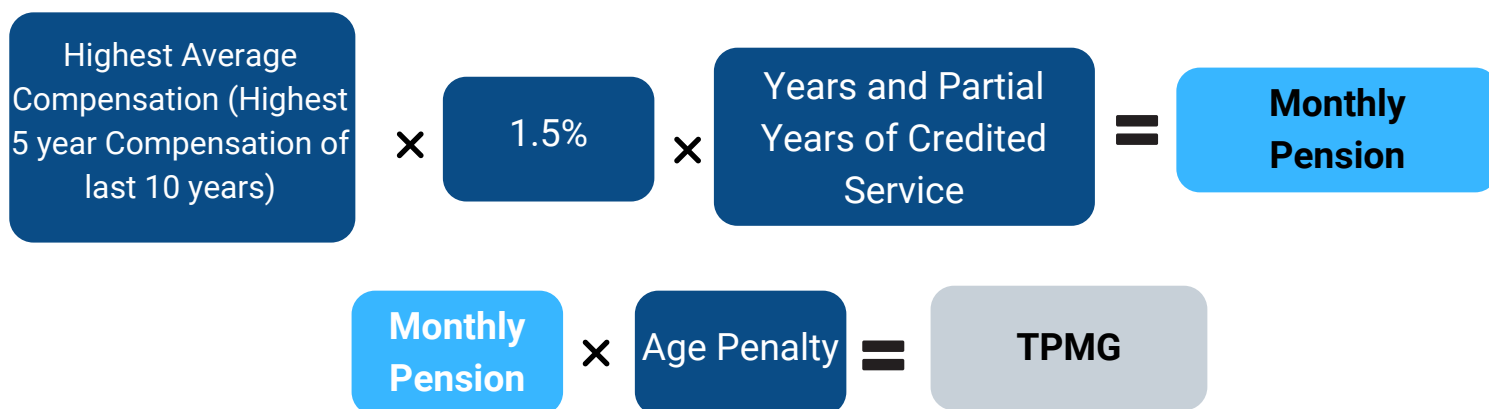 Highest Average
Compensation (Highest
5 year Compensation of
last 10 years)
×
1.5%
×
Years and Partial
Years of Credited
Service
=
Monthly
Pension
Monthly
Pension
×
Age Penalty
=
TPMG